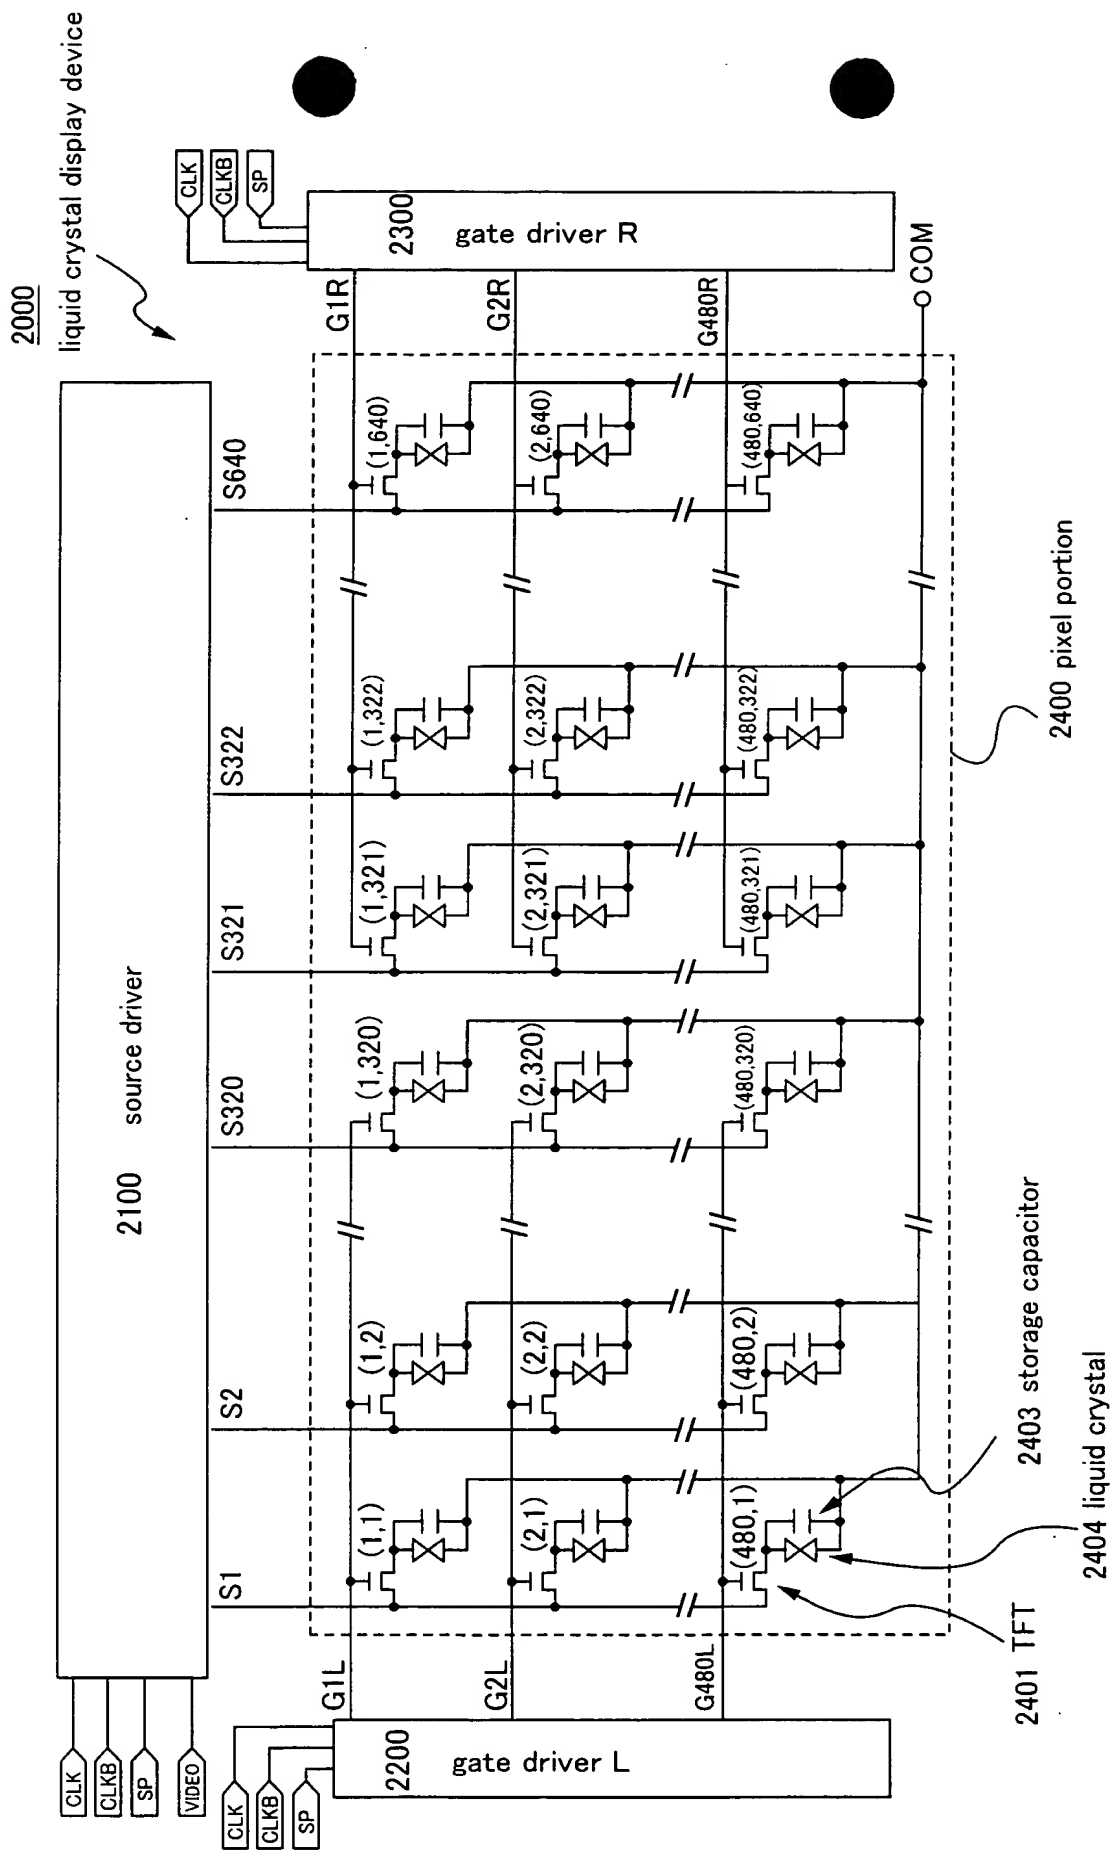 2000
liquid crystal display device
CLK
CLKB
SP
VIDEO
2100 source driver
S1
S2
S320
S321
S322
S640
CLK
CLKB
SP
2200
gate driver L
CLK
CLKB
SP
2300
gate driver R
G1L
(1,1)
(1,2)
(1,320)
(1,321)
(1,322)
(1,640)
G1R
G2L
(2,1)
(2,2)
(2,320)
(2,321)
(2,322)
(2,640)
G2R
G480L
(480,1)
(480,2)
(480,320)
(480,321)
(480,322)
(480,640)
G480R
COM
2401 TFT
2404 liquid crystal
2403 storage capacitor
2400 pixel portion